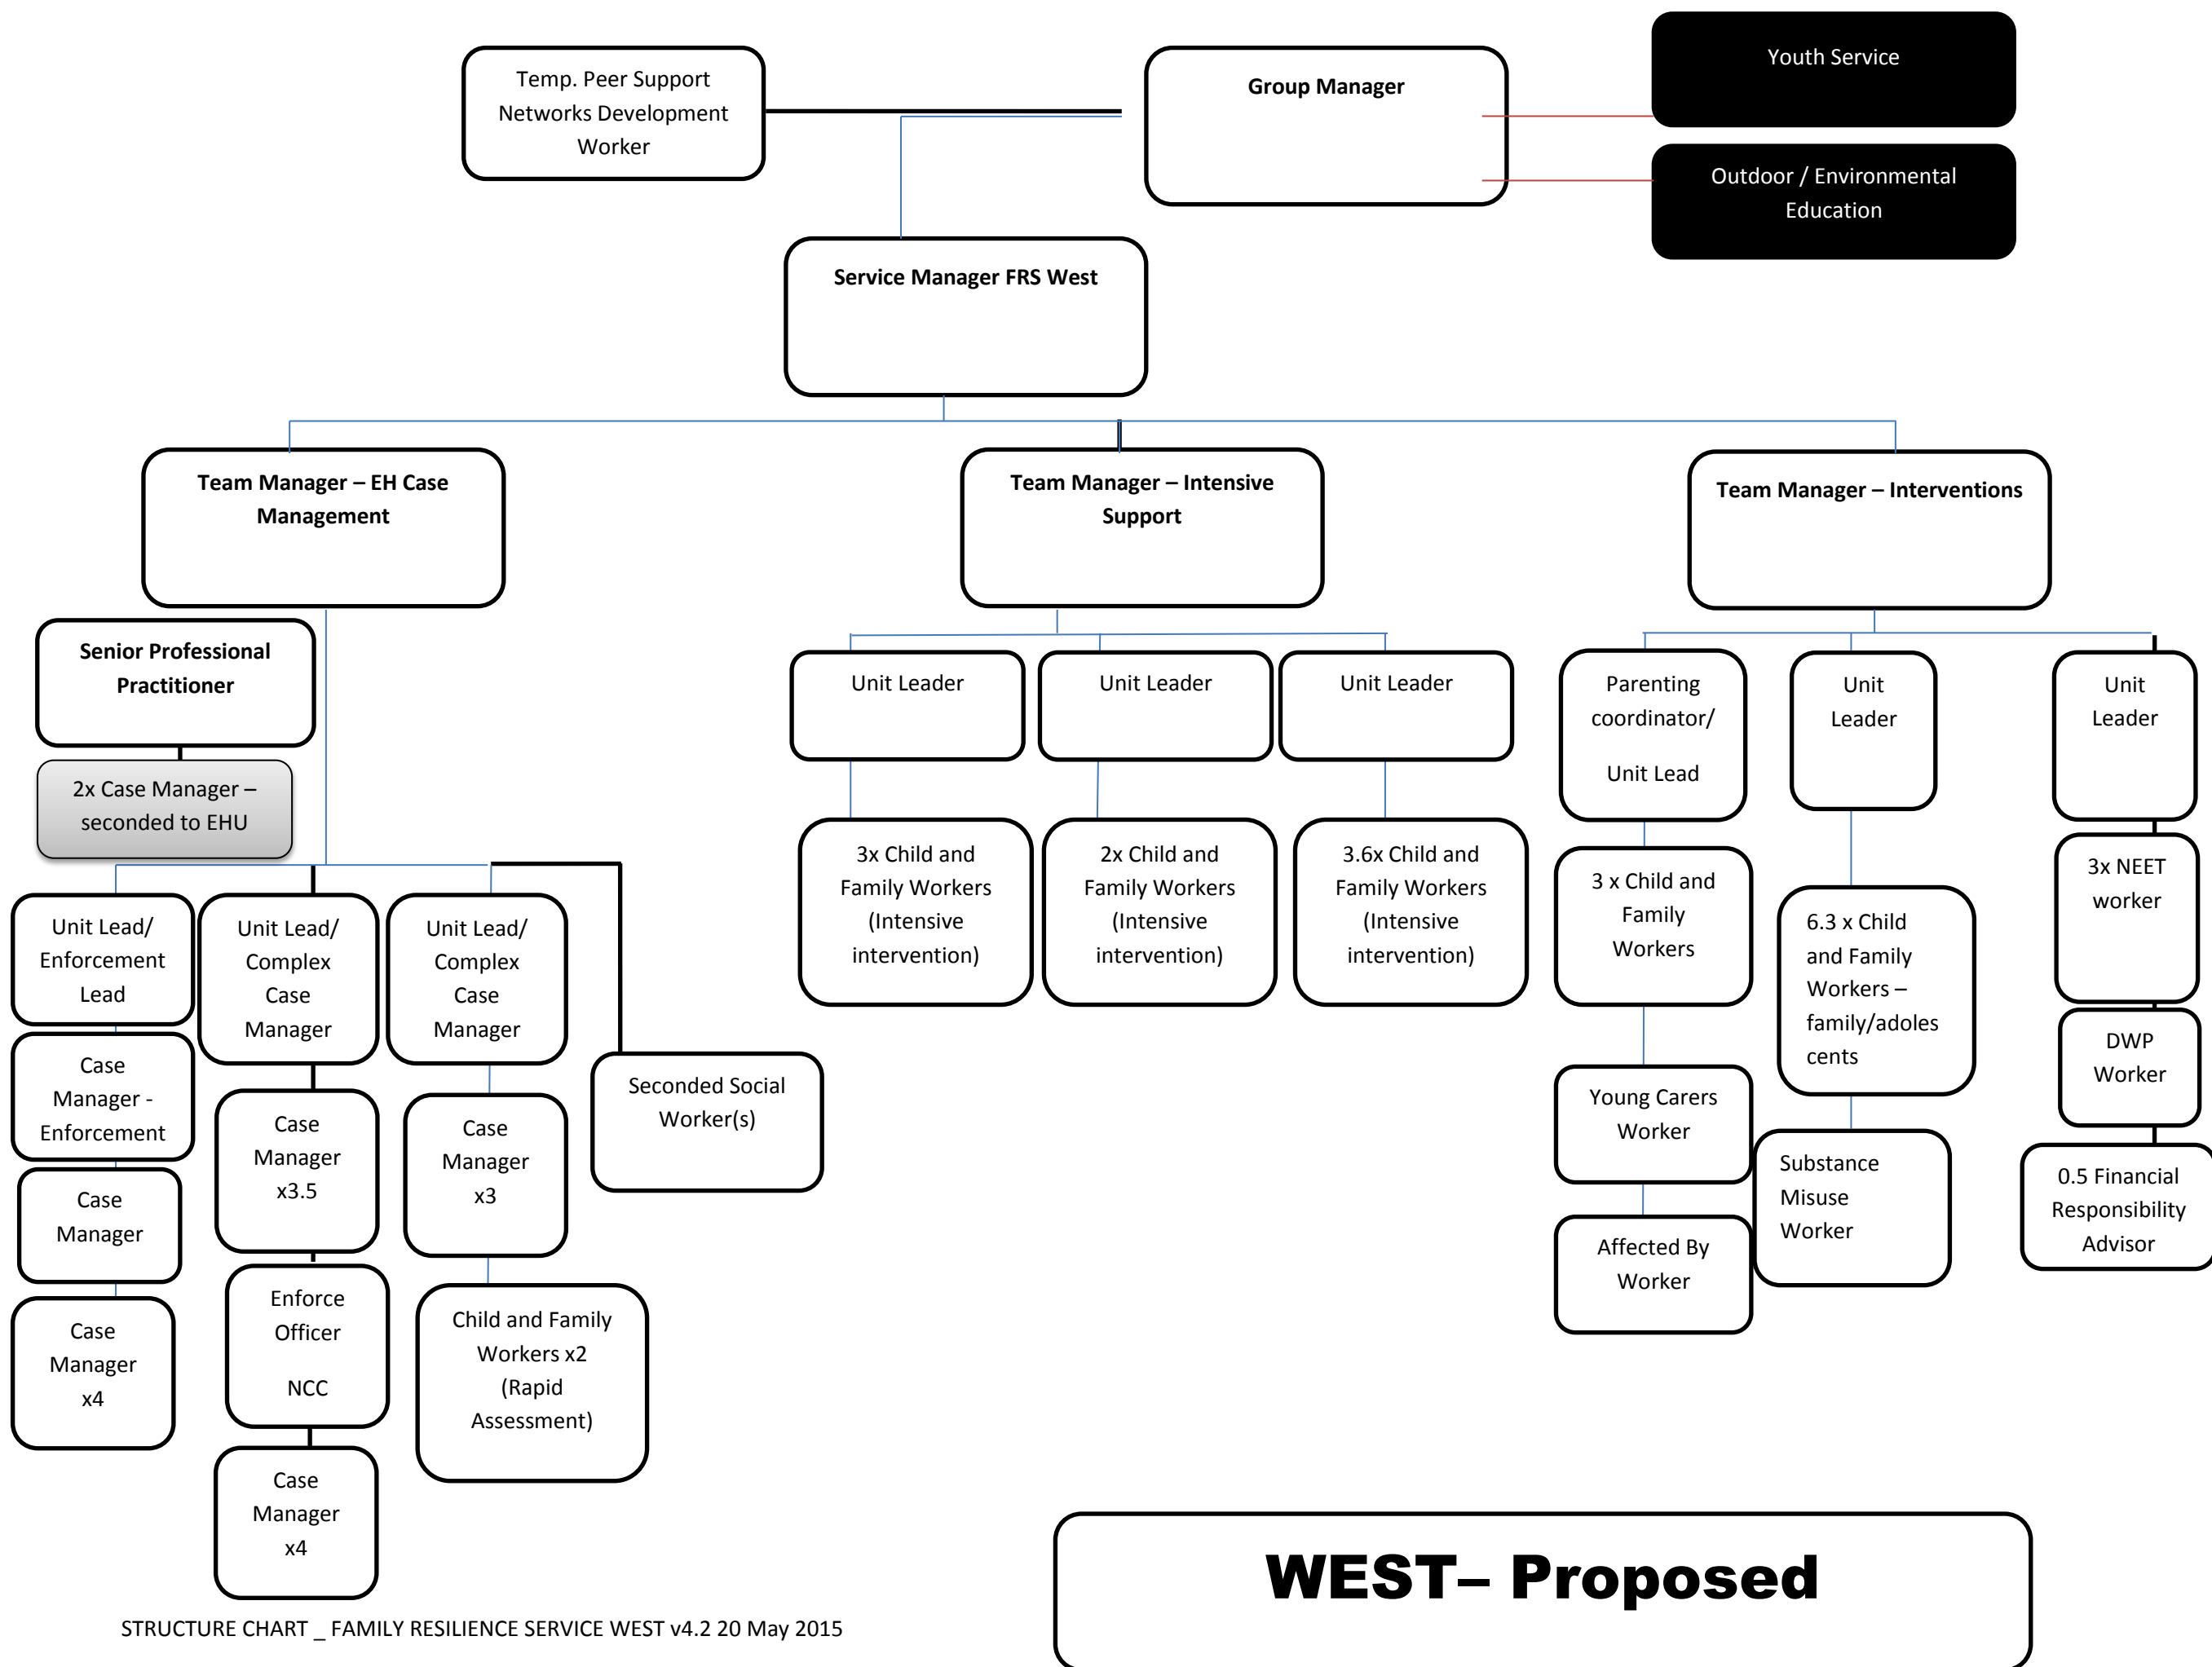 Temp. Peer Support
Networks Development
Worker
Group Manager
Youth Service
Outdoor / Environmental
Education
Service Manager FRS West
Team Manager – EH Case
Management
Team Manager – Intensive
Support
Team Manager – Interventions
Senior Professional
Practitioner
2x Case Manager –
seconded to EHU
Unit Lead/
Enforcement
Lead
Case
Manager -
Enforcement
Case
Manager
Case
Manager
x4
Unit Lead/
Complex
Case
Manager
Case
Manager
x3.5
Enforce
Officer
NCC
Case
Manager
x4
Unit Lead/
Complex
Case
Manager
Case
Manager
x3
Child and Family
Workers x2
(Rapid
Assessment)
Seconded Social
Worker(s)
Unit Leader
3x Child and
Family Workers
(Intensive
intervention)
Unit Leader
2x Child and
Family Workers
(Intensive
intervention)
Unit Leader
3.6x Child and
Family Workers
(Intensive
intervention)
Parenting
coordinator/
Unit Lead
3 x Child and
Family
Workers
Young Carers
Worker
Affected By
Worker
Unit
Leader
6.3 x Child
and Family
Workers –
family/adoles
cents
Substance
Misuse
Worker
Unit
Leader
3x NEET
worker
DWP
Worker
0.5 Financial
Responsibility
Advisor
WEST– Proposed
STRUCTURE CHART _ FAMILY RESILIENCE SERVICE WEST v4.2 20 May 2015